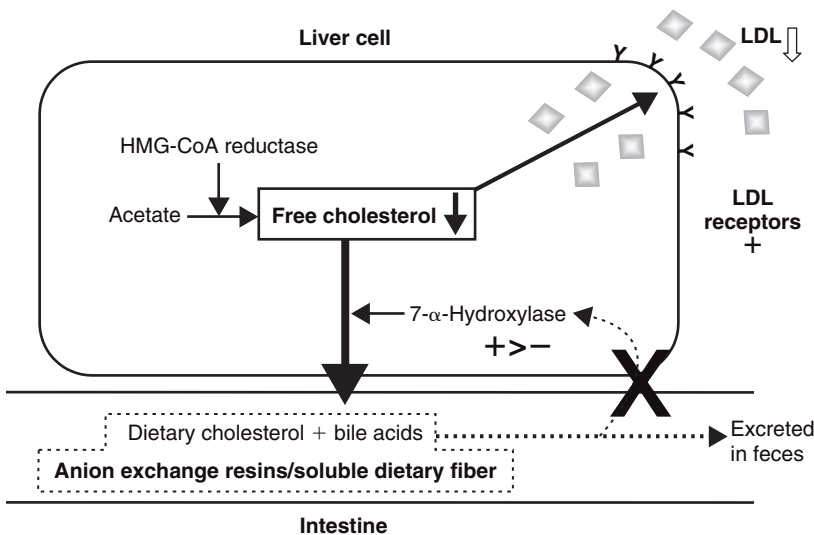 Liver cell
LDL
HMG-CoA reductase
Acetate
Free cholesterol
LDL
receptors
+
7-α-Hydroxylase
+>−
X
Dietary cholesterol + bile acids
Excreted
in feces
Anion exchange resins/soluble dietary fiber
Intestine